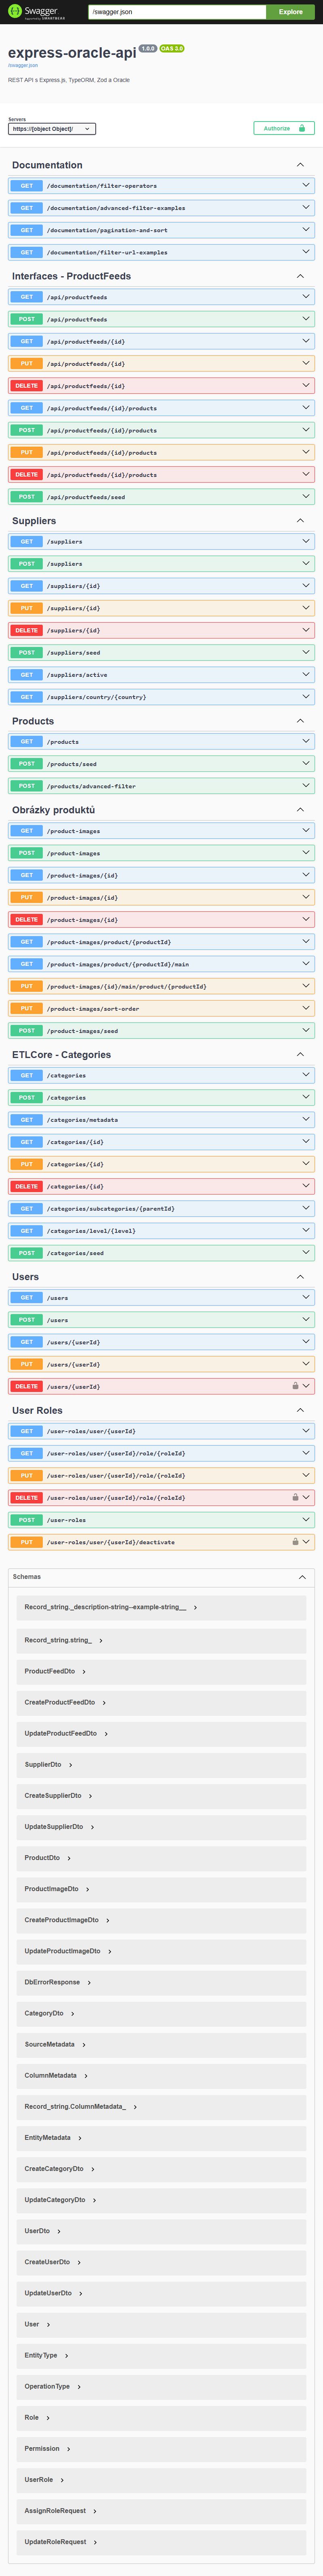 Swagger.
Supported by SMARTBEAR
/swagger.json
Explore
express-oracle-api 1.0.0 OAS 3.0
/swagger.json
REST API s Express.js, TypeORM, Zod a Oracle
Servers
https://[object Object]/
Authorize
Documentation
GET /documentation/filter-operators
GET /documentation/advanced-filter-examples
GET /documentation/pagination-and-sort
GET /documentation/filter-url-examples
Interfaces - ProductFeeds
GET /api/productfeeds
POST /api/productfeeds
GET /api/productfeeds/{id}
PUT /api/productfeeds/{id}
DELETE /api/productfeeds/{id}
GET /api/productfeeds/{id}/products
POST /api/productfeeds/{id}/products
PUT /api/productfeeds/{id}/products
DELETE /api/productfeeds/{id}/products
POST /api/productfeeds/seed
Suppliers
GET /suppliers
POST /suppliers
GET /suppliers/{id}
PUT /suppliers/{id}
DELETE /suppliers/{id}
POST /suppliers/seed
GET /suppliers/active
GET /suppliers/country/{country}
Products
GET /products
POST /products/seed
POST /products/advanced-filter
Obrázky produktů
GET /product-images
POST /product-images
GET /product-images/{id}
PUT /product-images/{id}
DELETE /product-images/{id}
GET /product-images/product/{productId}
GET /product-images/product/{productId}/main
PUT /product-images/{id}/main/product/{productId}
PUT /product-images/sort-order
POST /product-images/seed
ETLCore - Categories
GET /categories
POST /categories
GET /categories/metadata
GET /categories/{id}
PUT /categories/{id}
DELETE /categories/{id}
GET /categories/subcategories/{parentId}
GET /categories/level/{level}
POST /categories/seed
Users
GET /users
POST /users
GET /users/{userId}
PUT /users/{userId}
DELETE /users/{userId}
User Roles
GET /user-roles/user/{userId}
GET /user-roles/user/{userId}/role/{roleId}
PUT /user-roles/user/{userId}/role/{roleId}
DELETE /user-roles/user/{userId}/role/{roleId}
POST /user-roles
PUT /user-roles/user/{userId}/deactivate
Schemas
Record_string._description-string--example-string__
Record_string.string_
ProductFeedDto
CreateProductFeedDto
UpdateProductFeedDto
SupplierDto
CreateSupplierDto
UpdateSupplierDto
ProductDto
ProductImageDto
CreateProductImageDto
UpdateProductImageDto
DbErrorResponse
CategoryDto
SourceMetadata
ColumnMetadata
Record_string.ColumnMetadata_
EntityMetadata
CreateCategoryDto
UpdateCategoryDto
UserDto
CreateUserDto
UpdateUserDto
User
EntityType
OperationType
Role
Permission
UserRole
AssignRoleRequest
UpdateRoleRequest